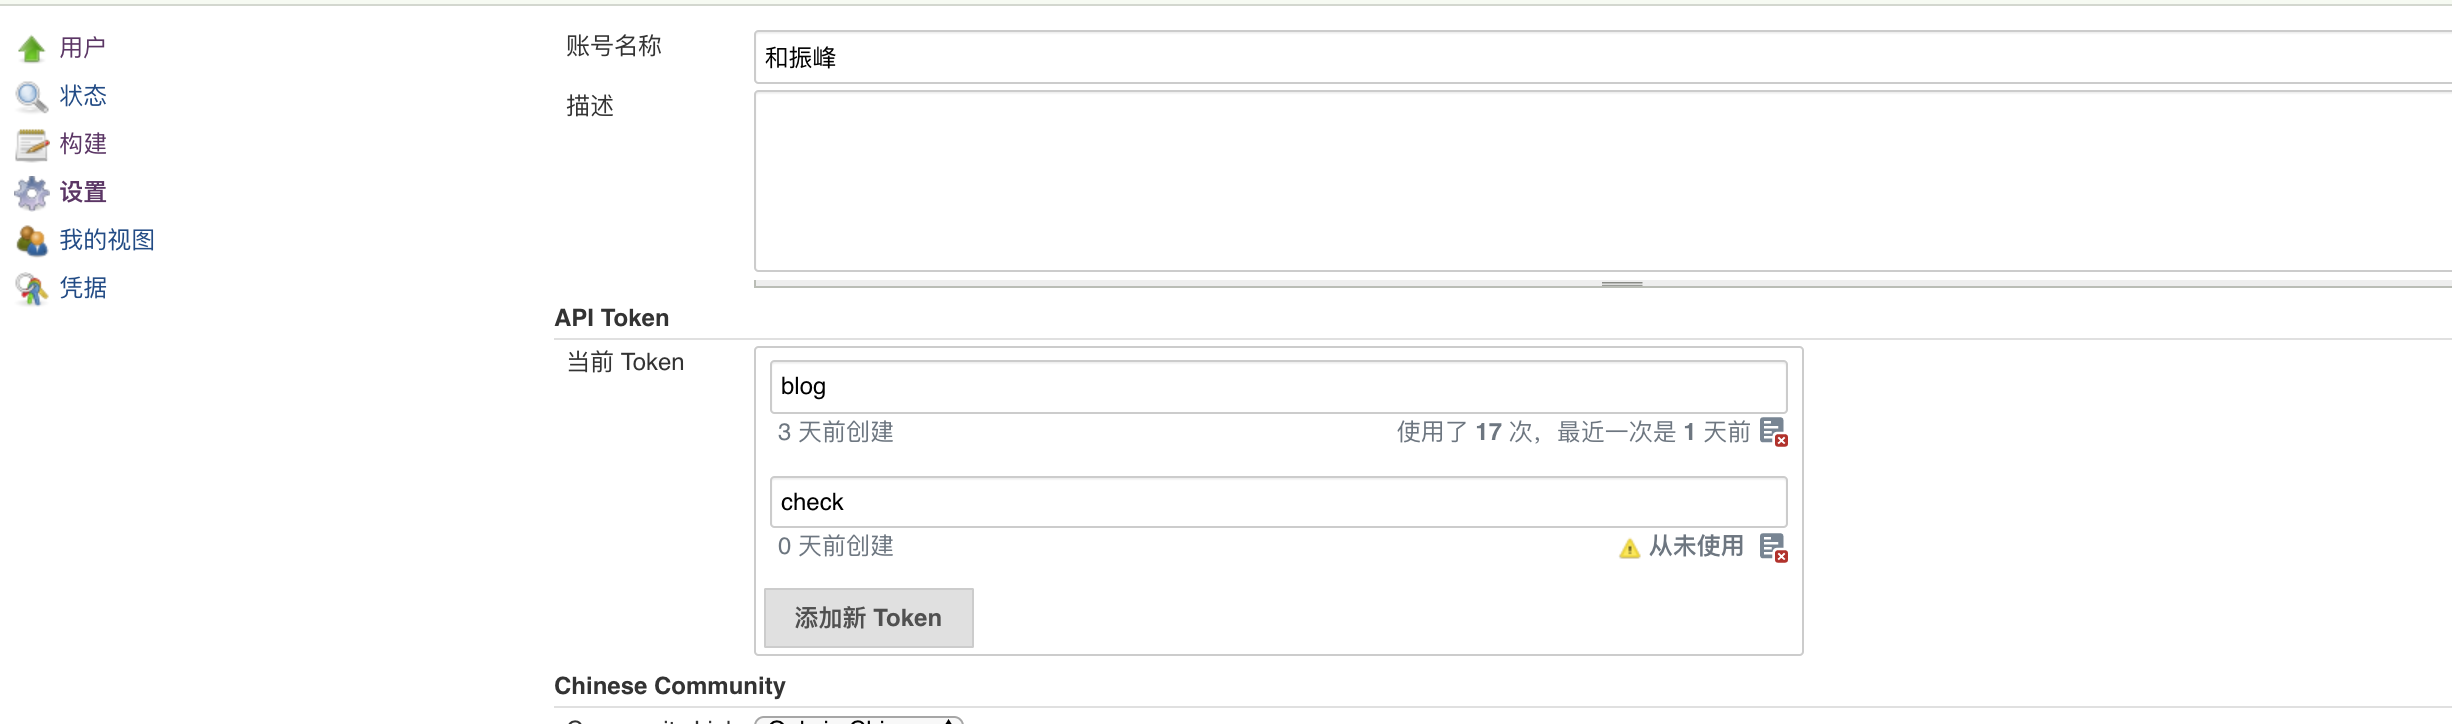 用户
状态
构建
设置
我的视图
凭据
账号名称
和振峰
描述
API Token
当前 Token
blog
3 天前创建
使用了 17 次，最近一次是 1 天前
check
0 天前创建
从未使用
添加新 Token
Chinese Community